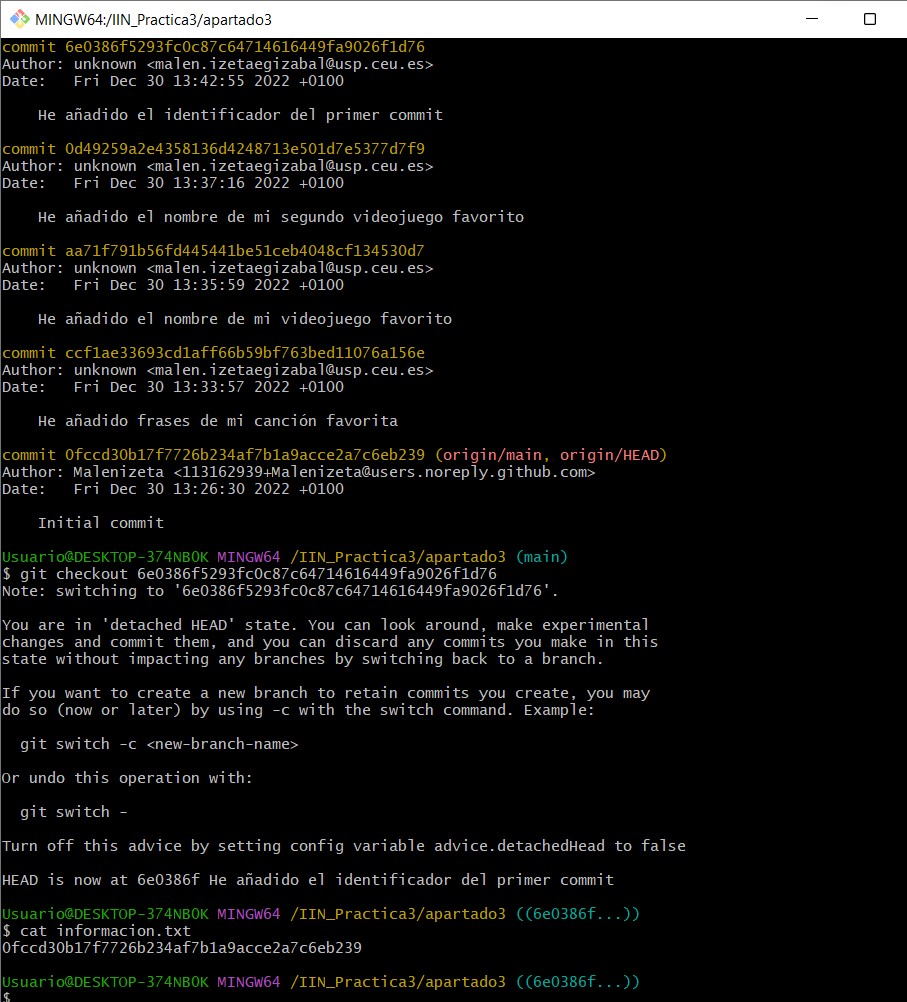 MINGW64:/IIN_Practica3/apartado3
commit 6e0386f5293fc0c87c64714616449fa9026f1d76
Author: unknown <malen.izetaegizabal@usp.ceu.es>
Date:   Fri Dec 30 13:42:55 2022 +0100
    He añadido el identificador del primer commit
commit 0d49259a2e4358136d4248713e501d7e5377d7f9
Author: unknown <malen.izetaegizabal@usp.ceu.es>
Date:   Fri Dec 30 13:37:16 2022 +0100
    He añadido el nombre de mi segundo videojuego favorito
commit aa71f791b56fd445441be51ceb4048cf134530d7
Author: unknown <malen.izetaegizabal@usp.ceu.es>
Date:   Fri Dec 30 13:35:59 2022 +0100
    He añadido el nombre de mi videojuego favorito
commit ccf1ae33693cd1aff66b59bf763bed11076a156e
Author: unknown <malen.izetaegizabal@usp.ceu.es>
Date:   Fri Dec 30 13:33:57 2022 +0100
    He añadido frases de mi canción favorita
commit 0fccd30b17f7726b234af7b1a9acce2a7c6eb239 (origin/main, origin/HEAD)
Author: Malenizeta <113162939+Malenizeta@users.noreply.github.com>
Date:   Fri Dec 30 13:26:30 2022 +0100
    Initial commit
Usuario@DESKTOP-374NBOK MINGW64 /IIN_Practica3/apartado3 (main)
$ git checkout 6e0386f5293fc0c87c64714616449fa9026f1d76
Note: switching to '6e0386f5293fc0c87c64714616449fa9026f1d76'.
You are in 'detached HEAD' state. You can look around, make experimental
changes and commit them, and you can discard any commits you make in this
state without impacting any branches by switching back to a branch.
If you want to create a new branch to retain commits you create, you may
do so (now or later) by using -c with the switch command. Example:
  git switch -c <new-branch-name>
Or undo this operation with:
  git switch -
Turn off this advice by setting config variable advice.detachedHead to false
HEAD is now at 6e0386f He añadido el identificador del primer commit
Usuario@DESKTOP-374NBOK MINGW64 /IIN_Practica3/apartado3 ((6e0386f...))
$ cat informacion.txt
0fccd30b17f7726b234af7b1a9acce2a7c6eb239
Usuario@DESKTOP-374NBOK MINGW64 /IIN_Practica3/apartado3 ((6e0386f...))
$